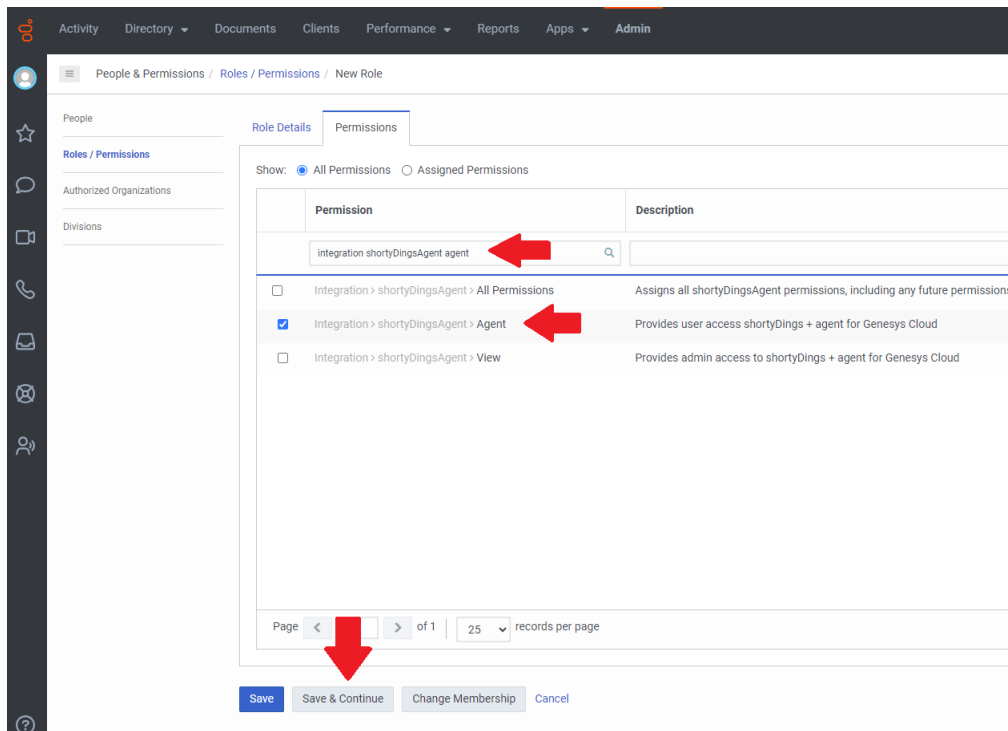 Activity Directory Documents Clients Performance Reports Apps Admin
People & Permissions / Roles / Permissions / New Role
People
Roles / Permissions
Authorized Organizations
Divisions
Role Details Permissions
Show: All Permissions Assigned Permissions
Permission Description
integration shortyDingsAgent agent
Integration > shortyDingsAgent > All Permissions Assigns all shortyDingsAgent permissions, including any future permissions
Integration > shortyDingsAgent > Agent Provides user access shortyDings + agent for Genesys Cloud
Integration > shortyDingsAgent > View Provides admin access to shortyDings + agent for Genesys Cloud
Page of 1 25 records per page
Save Save & Continue Change Membership Cancel